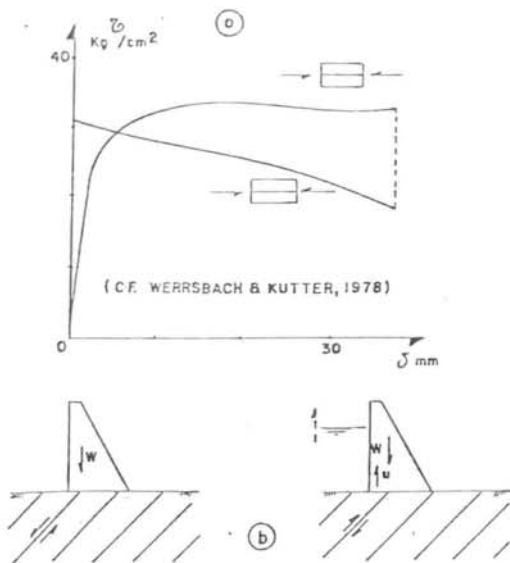 a
τ
Kg/cm²
40
(CF. WERRSBACH & KUTTER, 1978)
0
30
δ mm
W
W
u
b